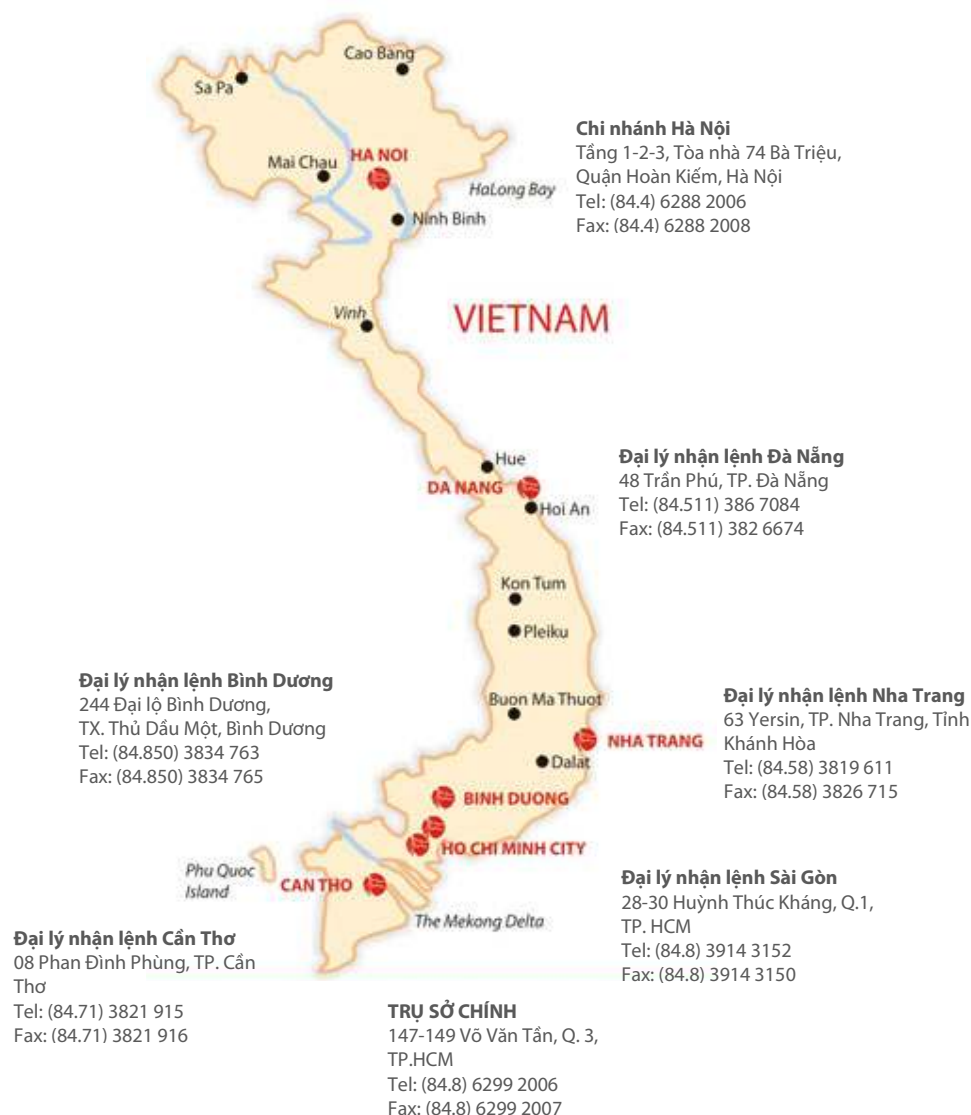 Cao Bang
Sa Pa
Chi nhánh Hà Nội
Tầng 1-2-3, Tòa nhà 74 Bà Triệu,
Quận Hoàn Kiếm, Hà Nội
Tel: (84.4) 6288 2006
Fax: (84.4) 6288 2008
HA NOI
Mai Chau
HaLong Bay
Ninh Binh
Vinh
VIETNAM
Hue
DA NANG
Hoi An
Đại lý nhận lệnh Đà Nẵng
48 Trần Phú, TP. Đà Nẵng
Tel: (84.511) 386 7084
Fax: (84.511) 382 6674
Kon Tum
Pleiku
Đại lý nhận lệnh Bình Dương
244 Đại lộ Bình Dương,
TX. Thủ Dầu Một, Bình Dương
Tel: (84.850) 3834 763
Fax: (84.850) 3834 765
Buon Ma Thuot
Đại lý nhận lệnh Nha Trang
63 Yersin, TP. Nha Trang, Tỉnh
Khánh Hòa
Tel: (84.58) 3819 611
Fax: (84.58) 3826 715
NHA TRANG
Dalat
BINH DUONG
HO CHI MINH CITY
Phu Quoc
Island
CAN THO
The Mekong Delta
Đại lý nhận lệnh Sài Gòn
28-30 Huỳnh Thúc Kháng, Q.1,
TP. HCM
Tel: (84.8) 3914 3152
Fax: (84.8) 3914 3150
Đại lý nhận lệnh Cần Thơ
08 Phan Đình Phùng, TP. Cần
Thơ
Tel: (84.71) 3821 915
Fax: (84.71) 3821 916
TRỤ SỞ CHÍNH
147-149 Võ Văn Tần, Q. 3,
TP.HCM
Tel: (84.8) 6299 2006
Fax: (84.8) 6299 2007